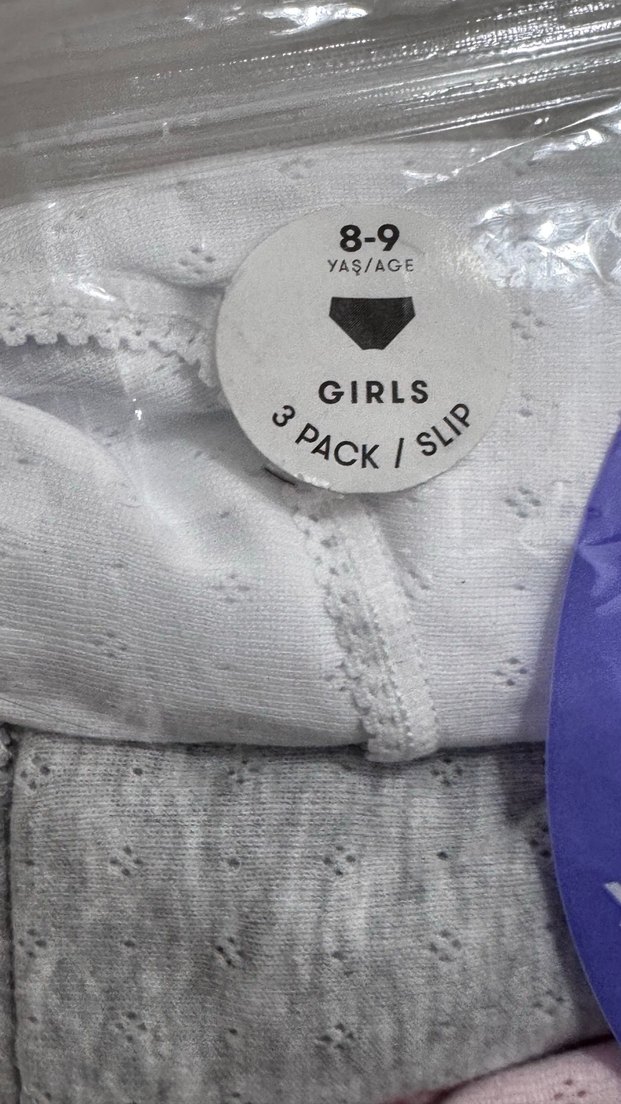 8-9
YAŞ/AGE
GIRLS
3 PACK / SLIP